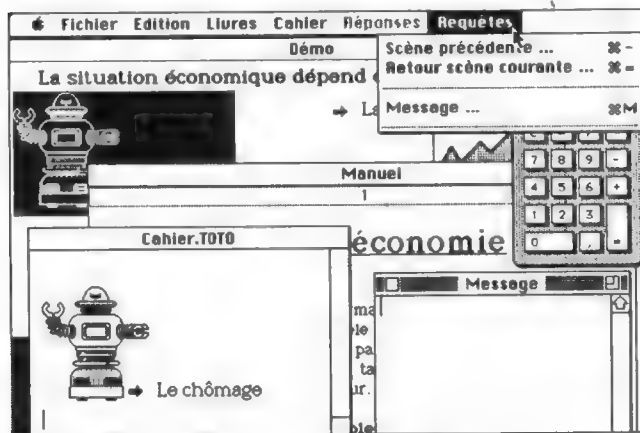 Fichier Edition Livres Cahier Réponses Requêtes
Démo
Scène précédente ... ⌘-
Retour scène courante ... ⌘=
Message ... ⌘M
La situation économique dépend
→ La
7 8 9 -
4 5 6 +
1 2 3
0 , =
Manuel
1
économie
Cahier.TOTO
→ Le chômage
Message